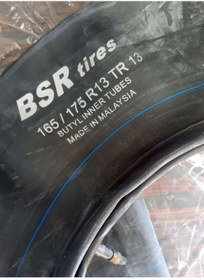 BSR tires
165 / 175 R13 TR 13
BUTYL INNER TUBES
MADE IN MALAYSIA